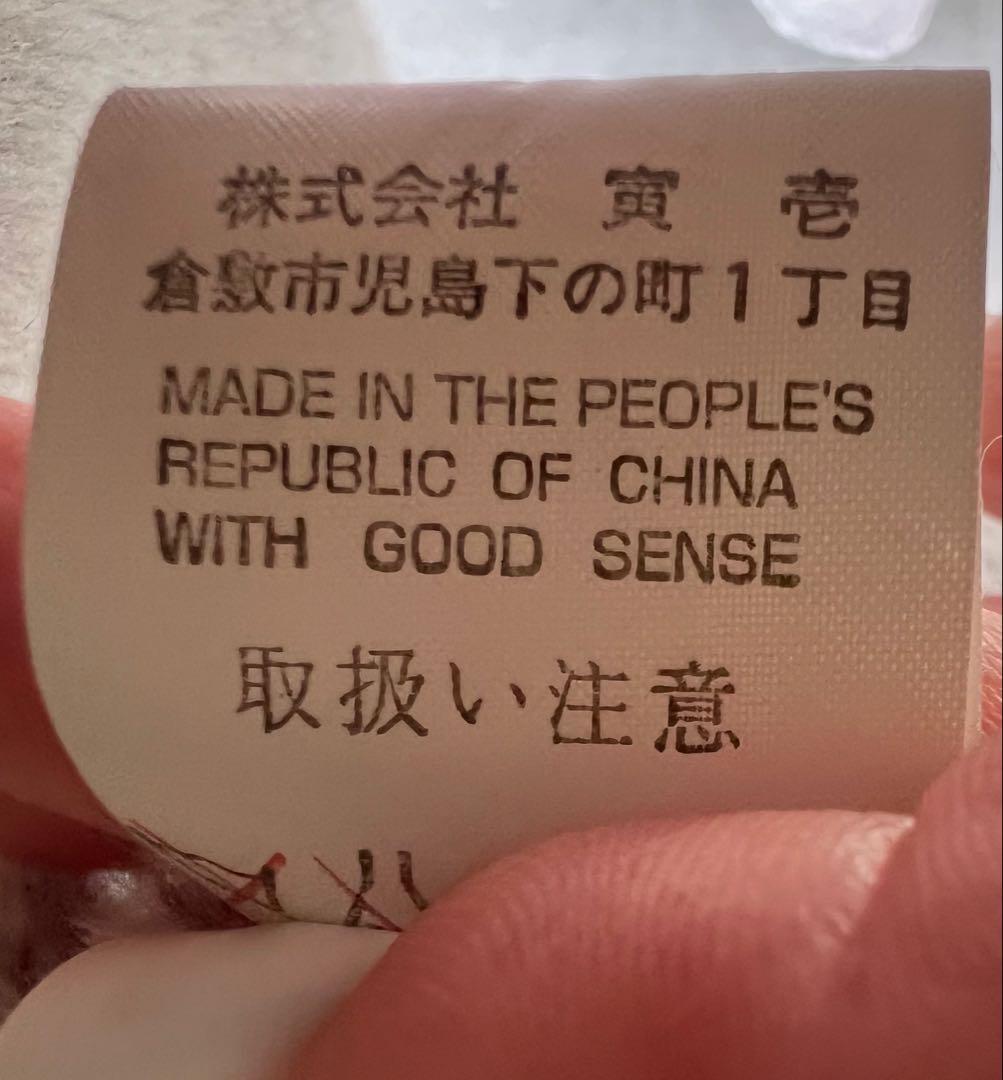 株式会社 寅 壱
倉敷市児島下の町1丁目
MADE IN THE PEOPLE'S
REPUBLIC OF CHINA
WITH GOOD SENSE
取扱い注意